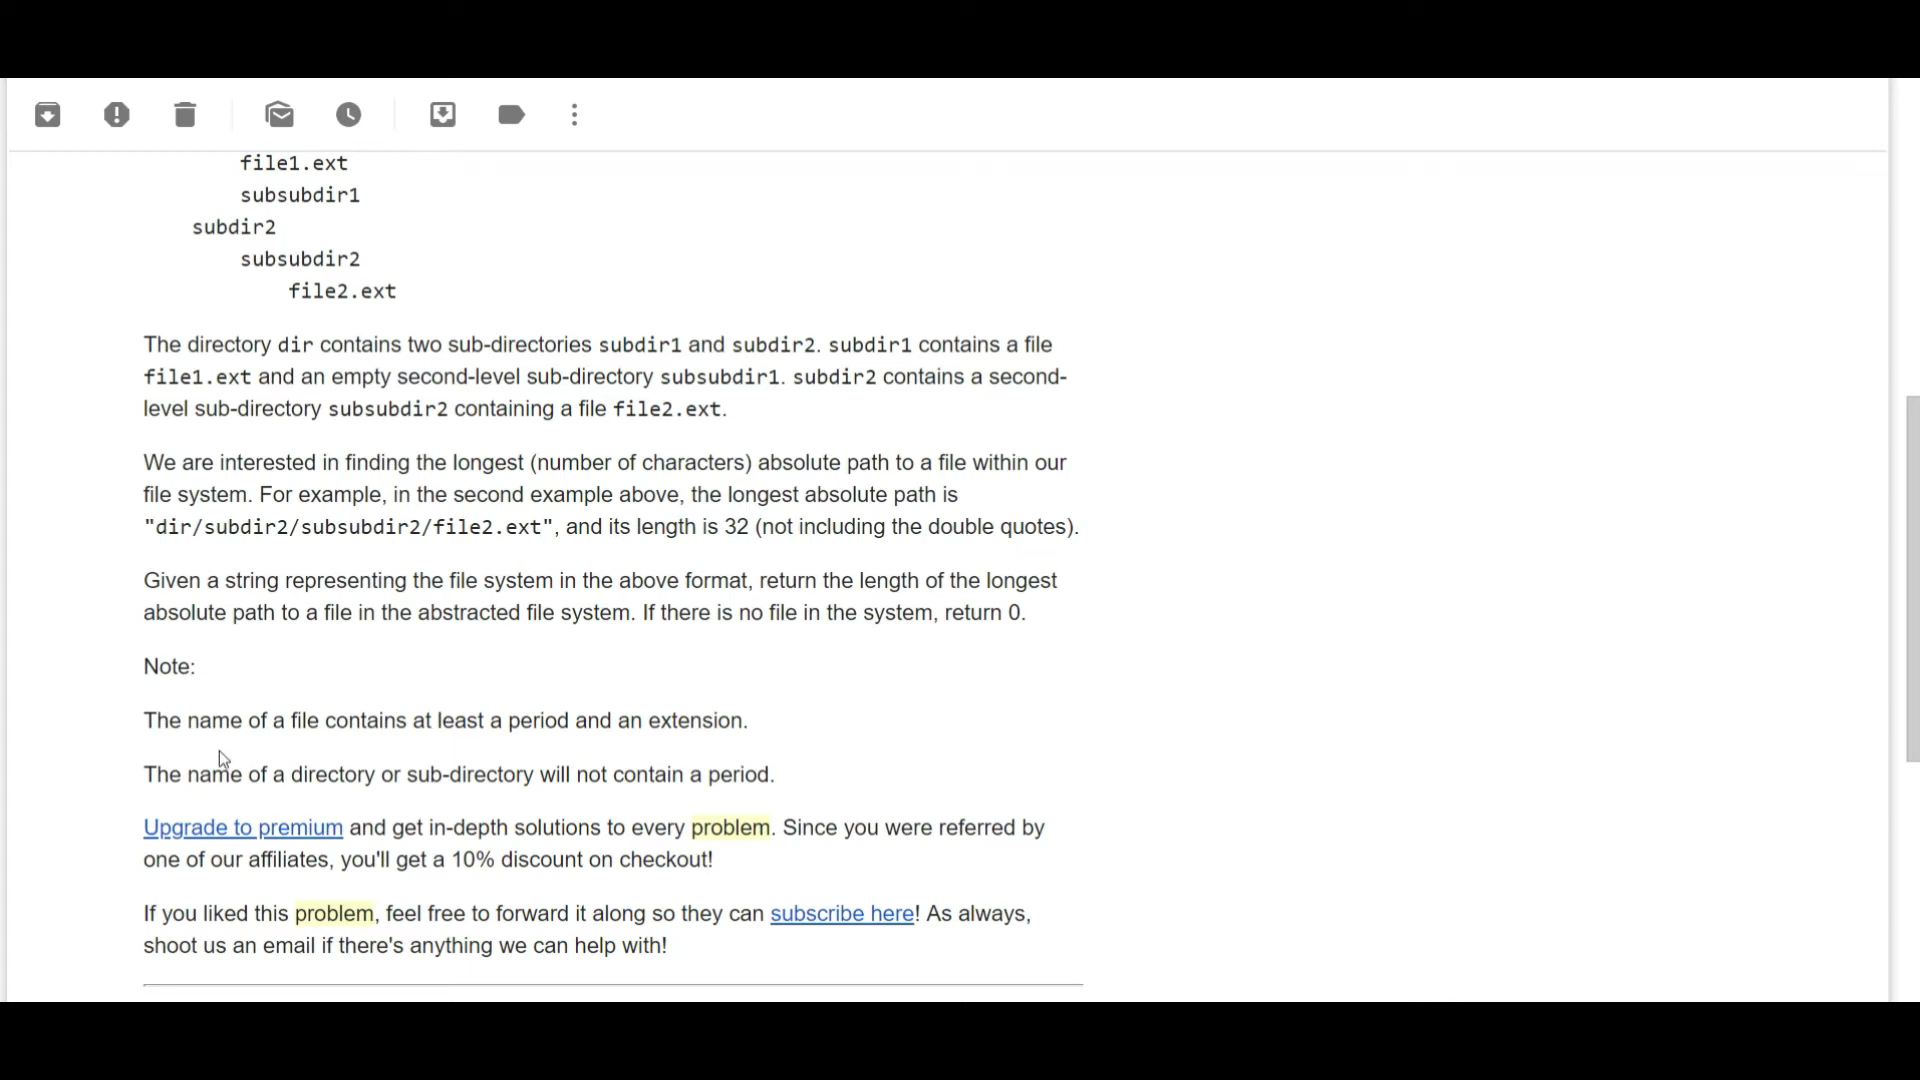 file1.ext
subsubdir1
subdir2
subsubdir2
file2.ext
The directory dir contains two sub-directories subdir1 and subdir2. subdir1 contains a file
file1.ext and an empty second-level sub-directory subsubdir1. subdir2 contains a second-
level sub-directory subsubdir2 containing a file file2.ext.
We are interested in finding the longest (number of characters) absolute path to a file within our
file system. For example, in the second example above, the longest absolute path is
"dir/subdir2/subsubdir2/file2.ext", and its length is 32 (not including the double quotes).
Given a string representing the file system in the above format, return the length of the longest
absolute path to a file in the abstracted file system. If there is no file in the system, return 0.
Note:
The name of a file contains at least a period and an extension.
The name of a directory or sub-directory will not contain a period.
Upgrade to premium and get in-depth solutions to every problem. Since you were referred by
one of our affiliates, you'll get a 10% discount on checkout!
If you liked this problem, feel free to forward it along so they can subscribe here! As always,
shoot us an email if there's anything we can help with!